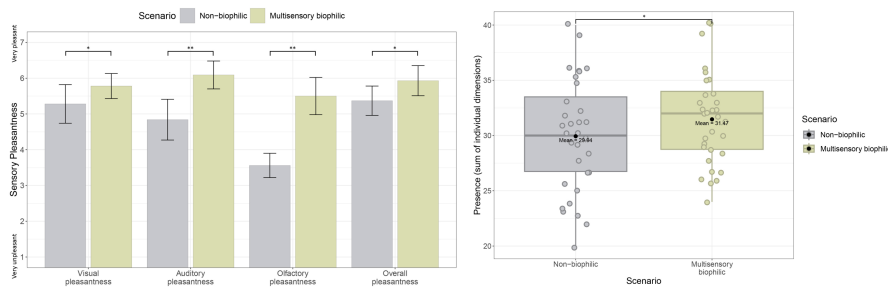 Scenario Non-biophilic Multisensory biophilic
Sensory Pleasantness
Very pleasant
Very unpleasant
7
6
5
4
3
2
1
*
**
**
*
Visual
pleasantness
Auditory
pleasantness
Olfactory
pleasantness
Overall
pleasantness
Presence (sum of individual dimensions)
40
35
30
25
20
*
Mean = 31.47
Non-biophilic
Multisensory
biophilic
Scenario
Scenario
Non-biophilic
Multisensory biophilic